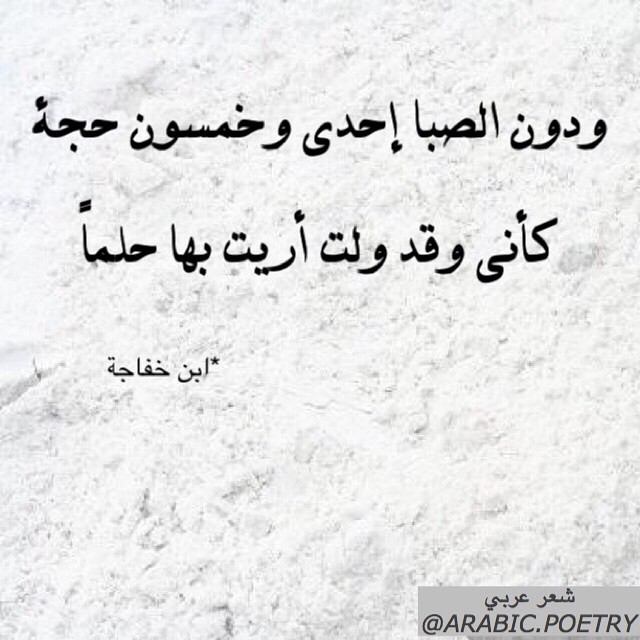 ودون الصبا إحدى وخمسون حجة
كأنى وقد ولت أريت بها حلماً
*ابن خفاجة
شعر عربي
@ARABIC.POETRY